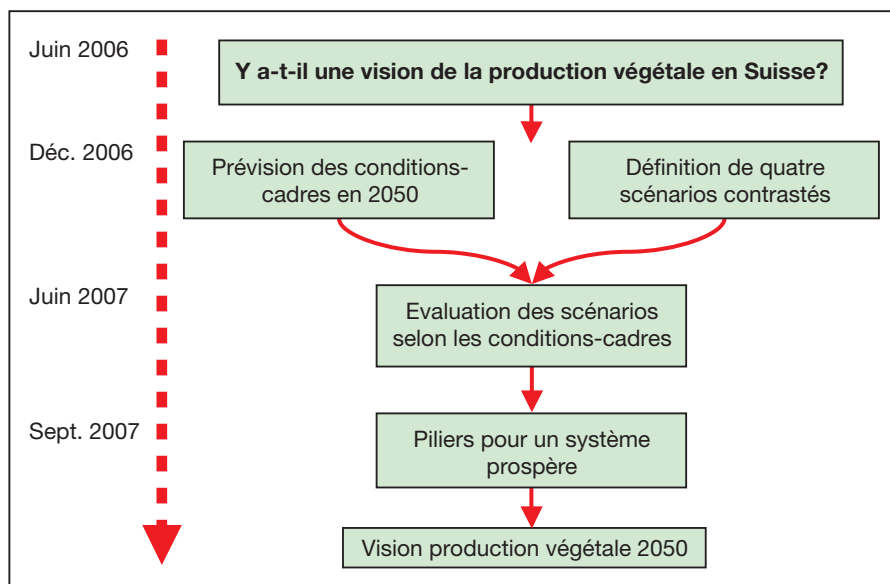 Juin 2006
Y a-t-il une vision de la production végétale en Suisse?
Déc. 2006
Prévision des conditions-
cadres en 2050
Définition de quatre
scénarios contrastés
Juin 2007
Evaluation des scénarios
selon les conditions-cadres
Sept. 2007
Piliers pour un système
prospère
Vision production végétale 2050